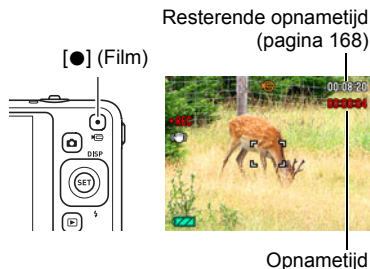 Resterende opnametijd
(pagina 168)
[●] (Film)
00:08:20
00:00:04
●REC
DISP
SET
Opnametijd